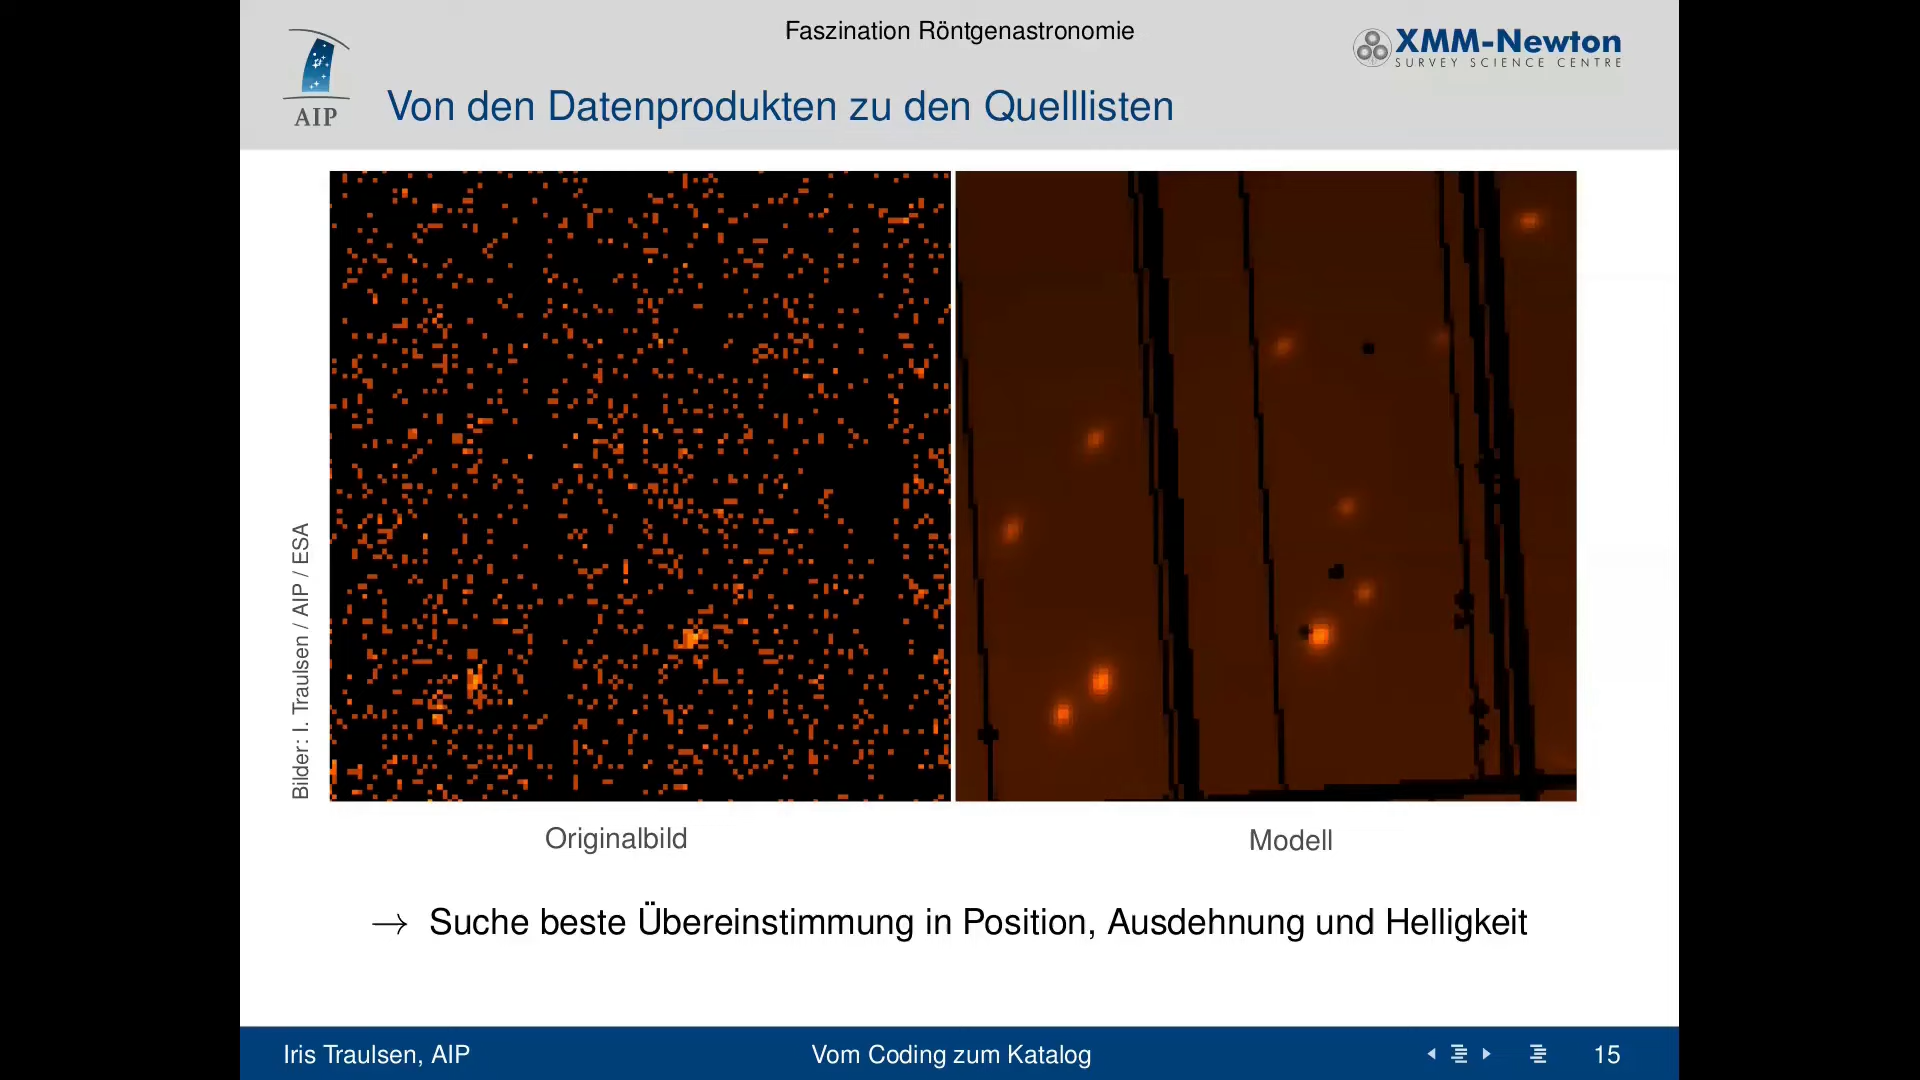 Faszination Röntgenastronomie
XMM-Newton
SURVEY SCIENCE CENTRE
AIP
Von den Datenprodukten zu den Quelllisten
Bilder: I. Traulsen / AIP / ESA
Originalbild
Modell
→ Suche beste Übereinstimmung in Position, Ausdehnung und Helligkeit
Iris Traulsen, AIP
Vom Coding zum Katalog
15